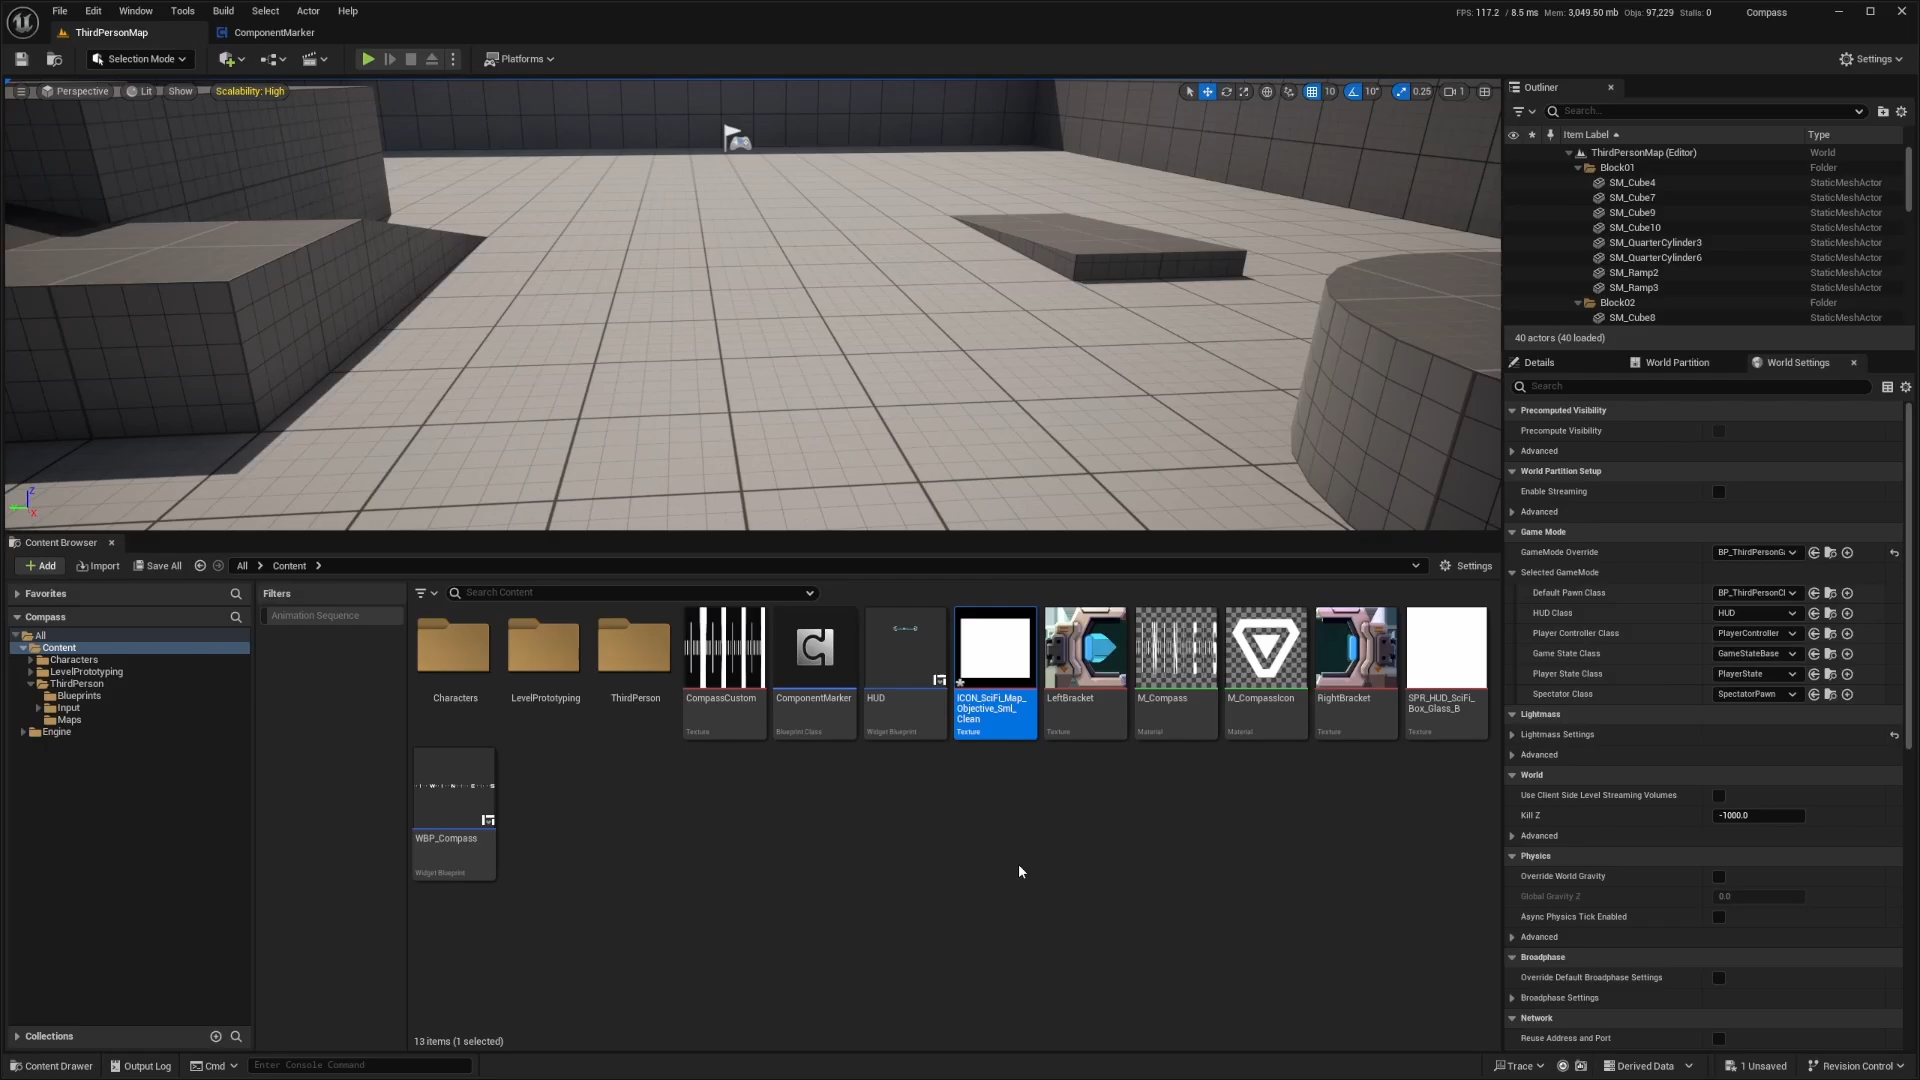 File Edit Window Tools Build Select Actor Help
FPS: 117.2 / 8.5 ms Mem: 3,049.50 mb Objs: 97,229 Stalls: 0 Compass
ThirdPersonMap ComponentMarker
Selection Mode Platforms Settings
Perspective Lit Show Scalability: High 10 10° 0.25 1
Outliner
Search...
Item Label Type
ThirdPersonMap (Editor) World
Block01 Folder
SM_Cube4 StaticMeshActor
SM_Cube7 StaticMeshActor
SM_Cube9 StaticMeshActor
SM_Cube10 StaticMeshActor
SM_QuarterCylinder3 StaticMeshActor
SM_QuarterCylinder6 StaticMeshActor
SM_Ramp2 StaticMeshActor
SM_Ramp3 StaticMeshActor
Block02 Folder
SM_Cube8 StaticMeshActor
40 actors (40 loaded)
Details World Partition World Settings
Search
Precomputed Visibility
Precompute Visibility
Advanced
World Partition Setup
Enable Streaming
Advanced
Game Mode
GameMode Override BP_ThirdPersonG
Selected GameMode
Default Pawn Class BP_ThirdPersonCl
HUD Class HUD
Player Controller Class PlayerController
Game State Class GameStateBase
Player State Class PlayerState
Spectator Class SpectatorPawn
Lightmass
Lightmass Settings
Advanced
World
Use Client Side Level Streaming Volumes
Kill Z -1000.0
Advanced
Physics
Override World Gravity
Global Gravity Z 0.0
Async Physics Tick Enabled
Advanced
Broadphase
Override Default Broadphase Settings
Broadphase Settings
Network
Reuse Address and Port
Z
X
Content Browser
Add Import Save All All Content Settings
Favorites
Compass
All
Content
Characters
LevelPrototyping
ThirdPerson
Blueprints
Input
Maps
Engine
Collections
Filters
Animation Sequence
Search Content
Characters
LevelPrototyping
ThirdPerson
CompassCustom
Texture
ComponentMarker
Blueprint Class
HUD
Widget Blueprint
ICON_SciFi_Map_
Objective_Sml_
Clean
Texture
LeftBracket
Texture
M_Compass
Material
M_CompassIcon
Material
RightBracket
Texture
SPR_HUD_SciFi_
Box_Glass_B
Texture
WBP_Compass
Widget Blueprint
13 items (1 selected)
Content Drawer Output Log Cmd Enter Console Command Trace Derived Data 1 Unsaved Revision Control